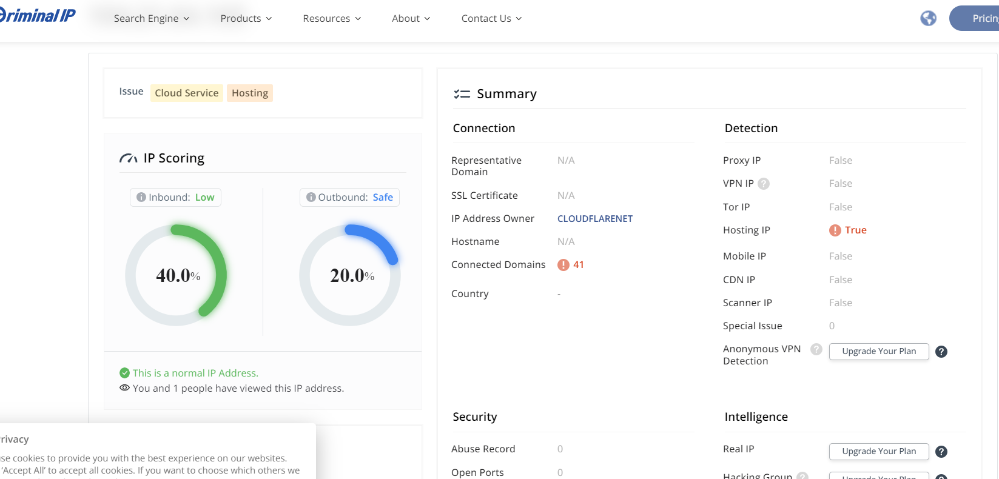 Criminal IP
Search Engine
Products
Resources
About
Contact Us
Issue
Cloud Service
Hosting
IP Scoring
Inbound: Low
Outbound: Safe
40.0%
20.0%
This is a normal IP Address.
You and 1 people have viewed this IP address.
Summary
Connection
Representative
Domain
N/A
SSL Certificate N/A
IP Address Owner CLOUDFLARENET
Hostname N/A
Connected Domains ! 41
Country -
Detection
Proxy IP False
VPN IP ? False
Tor IP False
Hosting IP ! True
Mobile IP False
CDN IP False
Scanner IP False
Special Issue 0
Anonymous VPN
Detection
? Upgrade Your Plan ?
Security
Abuse Record 0
Open Ports 0
Intelligence
Real IP Upgrade Your Plan ?
Hacking Group ? Upgrade Your Plan
cookies to provide you with the best experience on our websites.
'Accept All' to accept all cookies. If you want to choose which others we